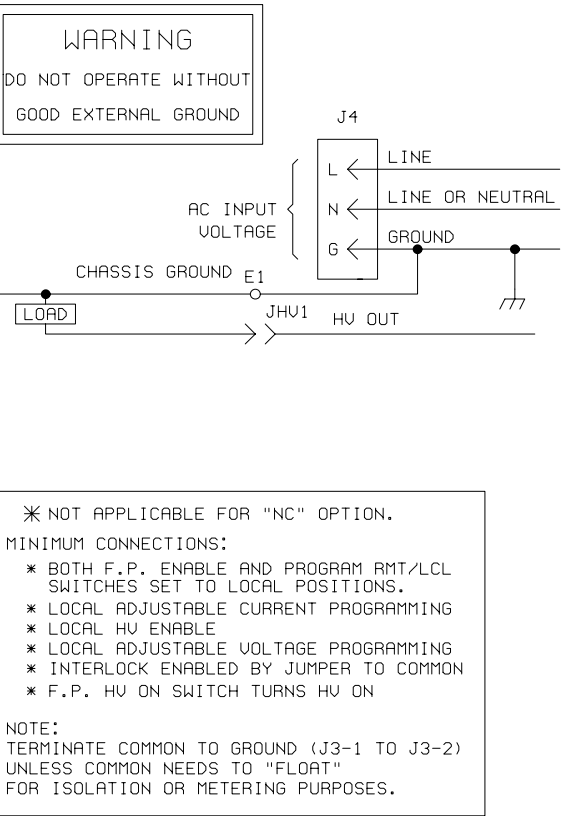 WARNING
DO NOT OPERATE WITHOUT
GOOD EXTERNAL GROUND
J4
L
LINE
N
LINE OR NEUTRAL
AC INPUT
VOLTAGE
G
GROUND
CHASSIS GROUND
E1
LOAD
JHV1
HV OUT
* NOT APPLICABLE FOR "NC" OPTION.
MINIMUM CONNECTIONS:
* BOTH F.P. ENABLE AND PROGRAM RMT/LCL
SWITCHES SET TO LOCAL POSITIONS.
* LOCAL ADJUSTABLE CURRENT PROGRAMMING
* LOCAL HV ENABLE
* LOCAL ADJUSTABLE VOLTAGE PROGRAMMING
* INTERLOCK ENABLED BY JUMPER TO COMMON
* F.P. HV ON SWITCH TURNS HV ON
NOTE:
TERMINATE COMMON TO GROUND (J3-1 TO J3-2)
UNLESS COMMON NEEDS TO "FLOAT"
FOR ISOLATION OR METERING PURPOSES.